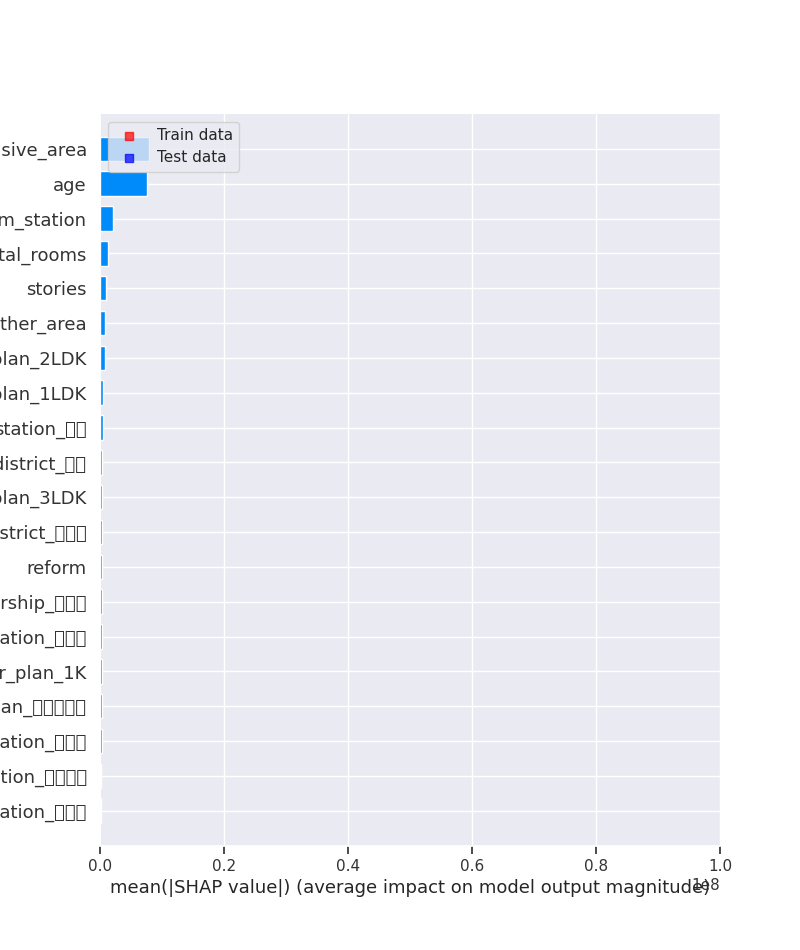 Train data
Test data
sive_area
age
m_station
tal_rooms
stories
ther_area
plan_2LDK
plan_1LDK
station_
district_
plan_3LDK
strict_
reform
rship_
ation_
r_plan_1K
an_
ation_
tion_
ation_
0.0 0.2 0.4 0.6 0.8 1.0
1e8
mean(|SHAP value|) (average impact on model output magnitude)